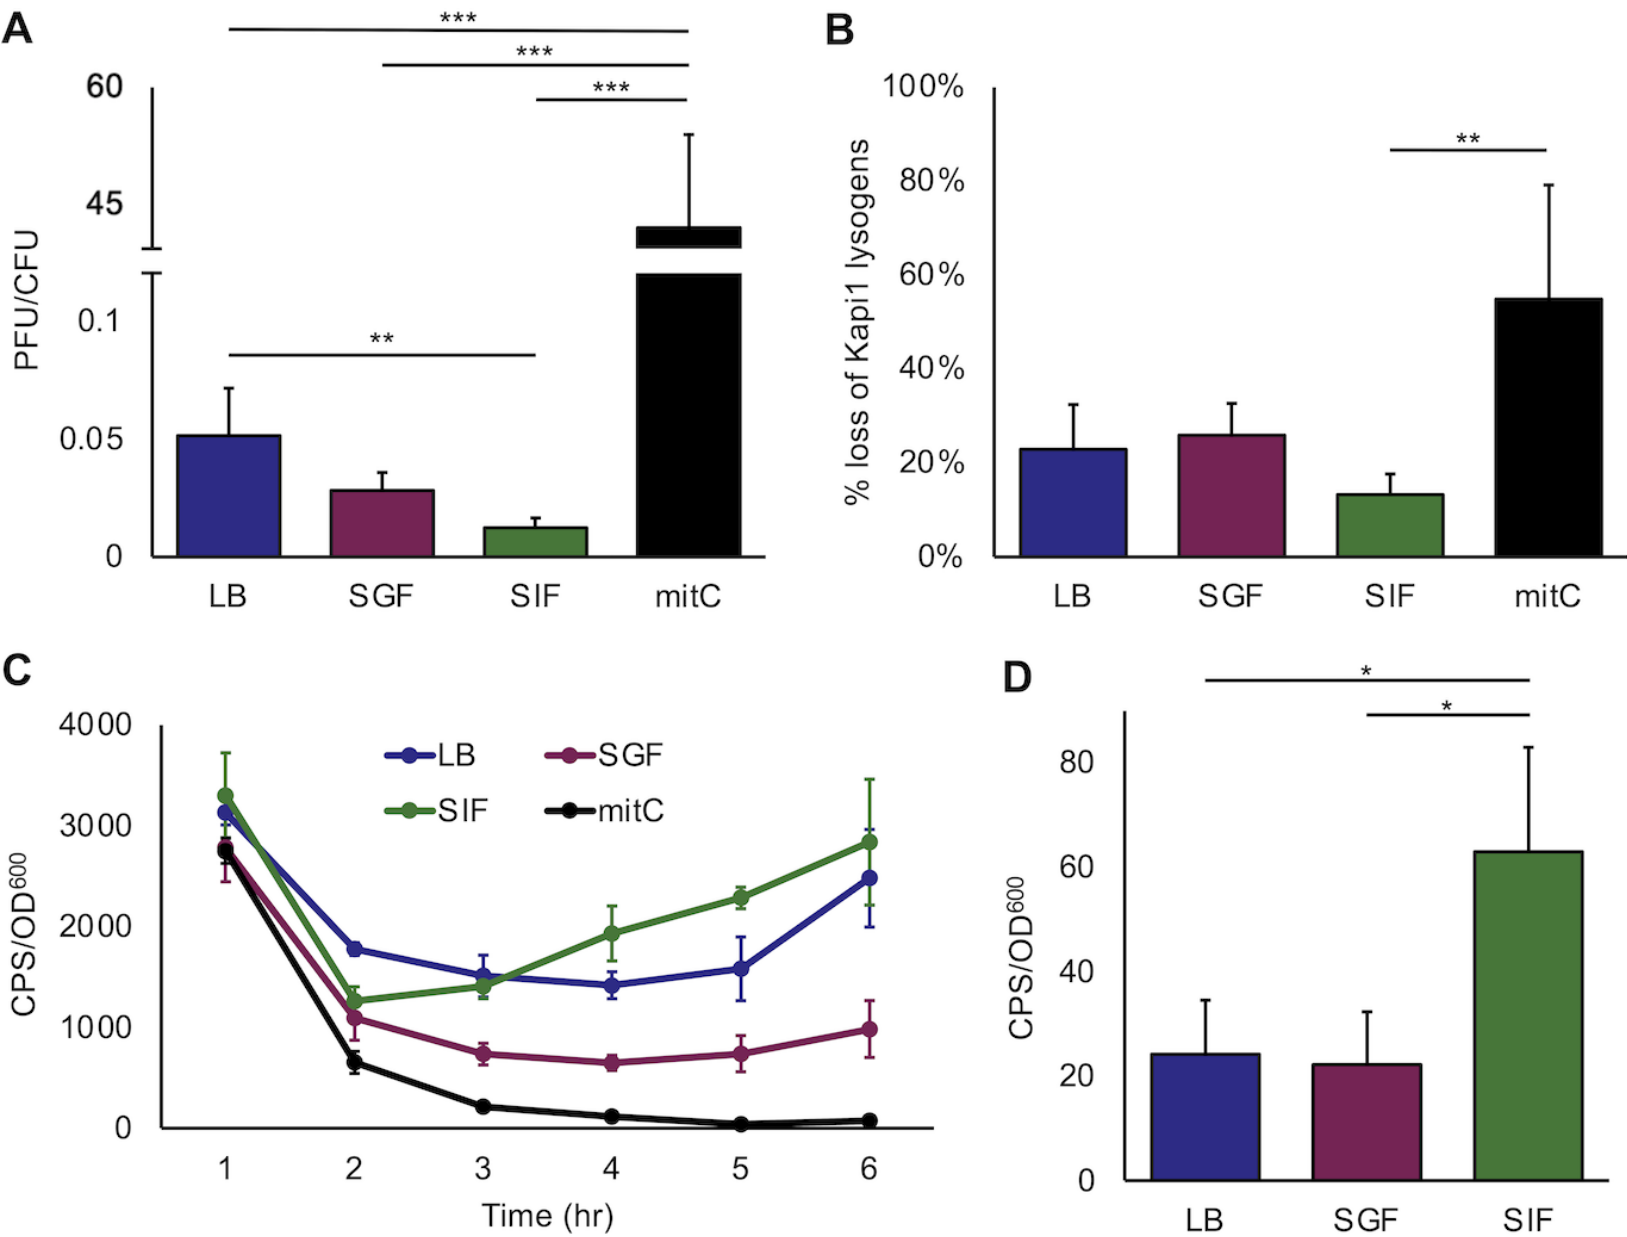 A
***
***
***
60
45
0.1
**
0.05
0
PFU/CFU
LB SGF SIF mitC
B
100%
**
80%
60%
40%
20%
0%
% loss of Kapi1 lysogens
LB SGF SIF mitC
C
4000
LB SGF
SIF mitC
3000
2000
1000
0
CPS/OD600
1 2 3 4 5 6
Time (hr)
D
*
*
80
60
40
20
0
CPS/OD600
LB SGF SIF